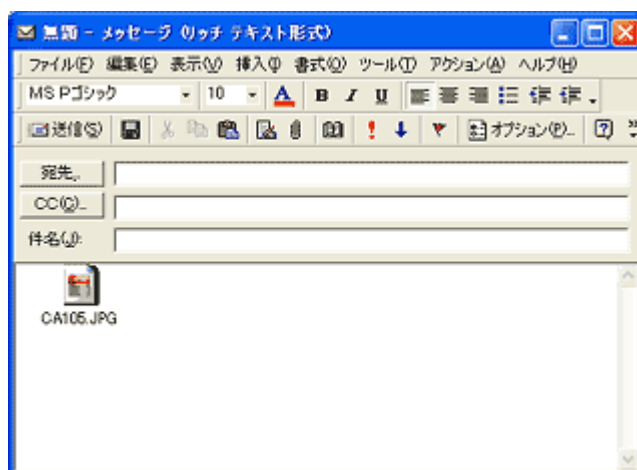 無題 - メッセージ (リッチ テキスト形式)
ファイル(F) 編集(E) 表示(V) 挿入(I) 書式(O) ツール(T) アクション(A) ヘルプ(H)
MS Pゴシック 10 A B I U
送信(S) オプション(P)...
宛先...
CC(C)...
件名(J):
CA105.JPG